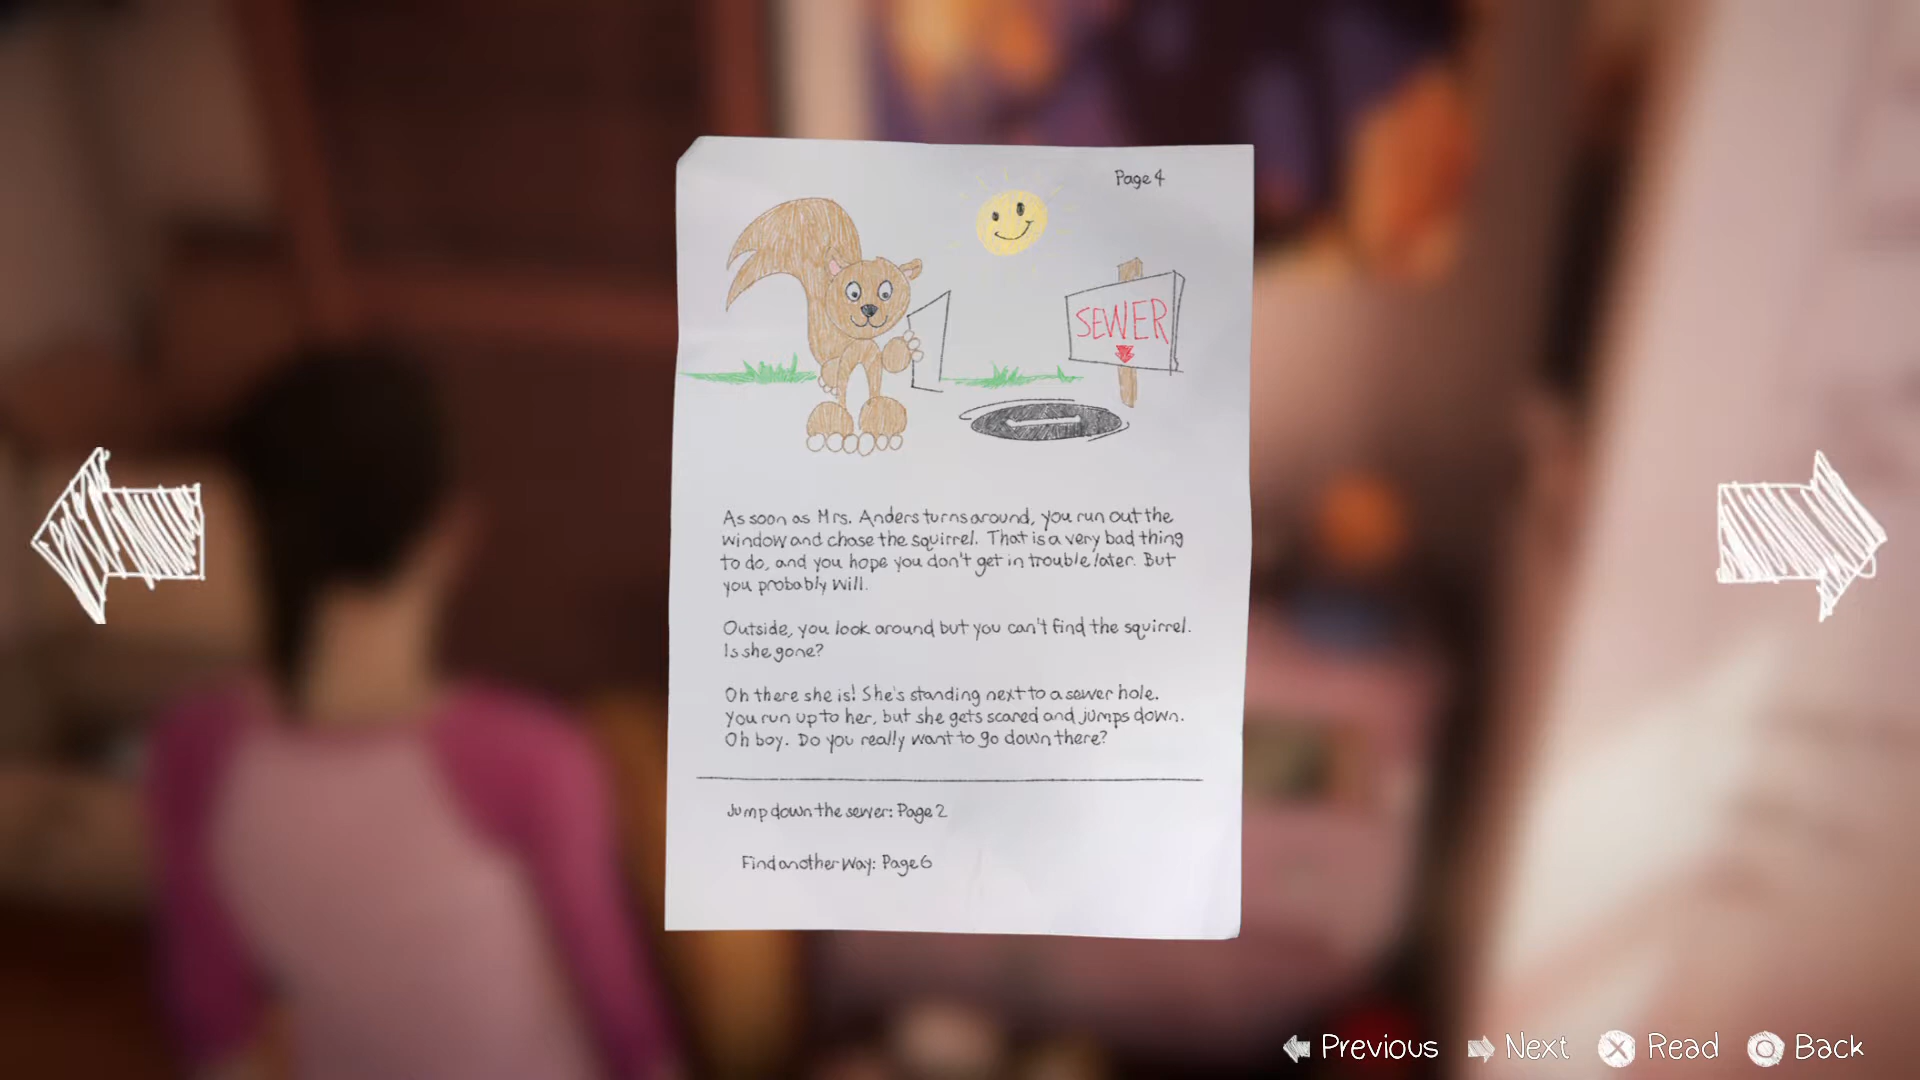 Page 4
SEWER
As soon as Mrs. Anders turns around, you run out the
window and chase the squirrel. That is a very bad thing
to do, and you hope you don't get in trouble later. But
you probably will.
Outside, you look around but you can't find the squirrel.
Is she gone?
Oh there she is! She's standing next to a sewer hole.
You run up to her, but she gets scared and jumps down.
Oh boy. Do you really want to go down there?
Jump down the sewer: Page 2
Find another Way: Page 6
Previous Next Read Back